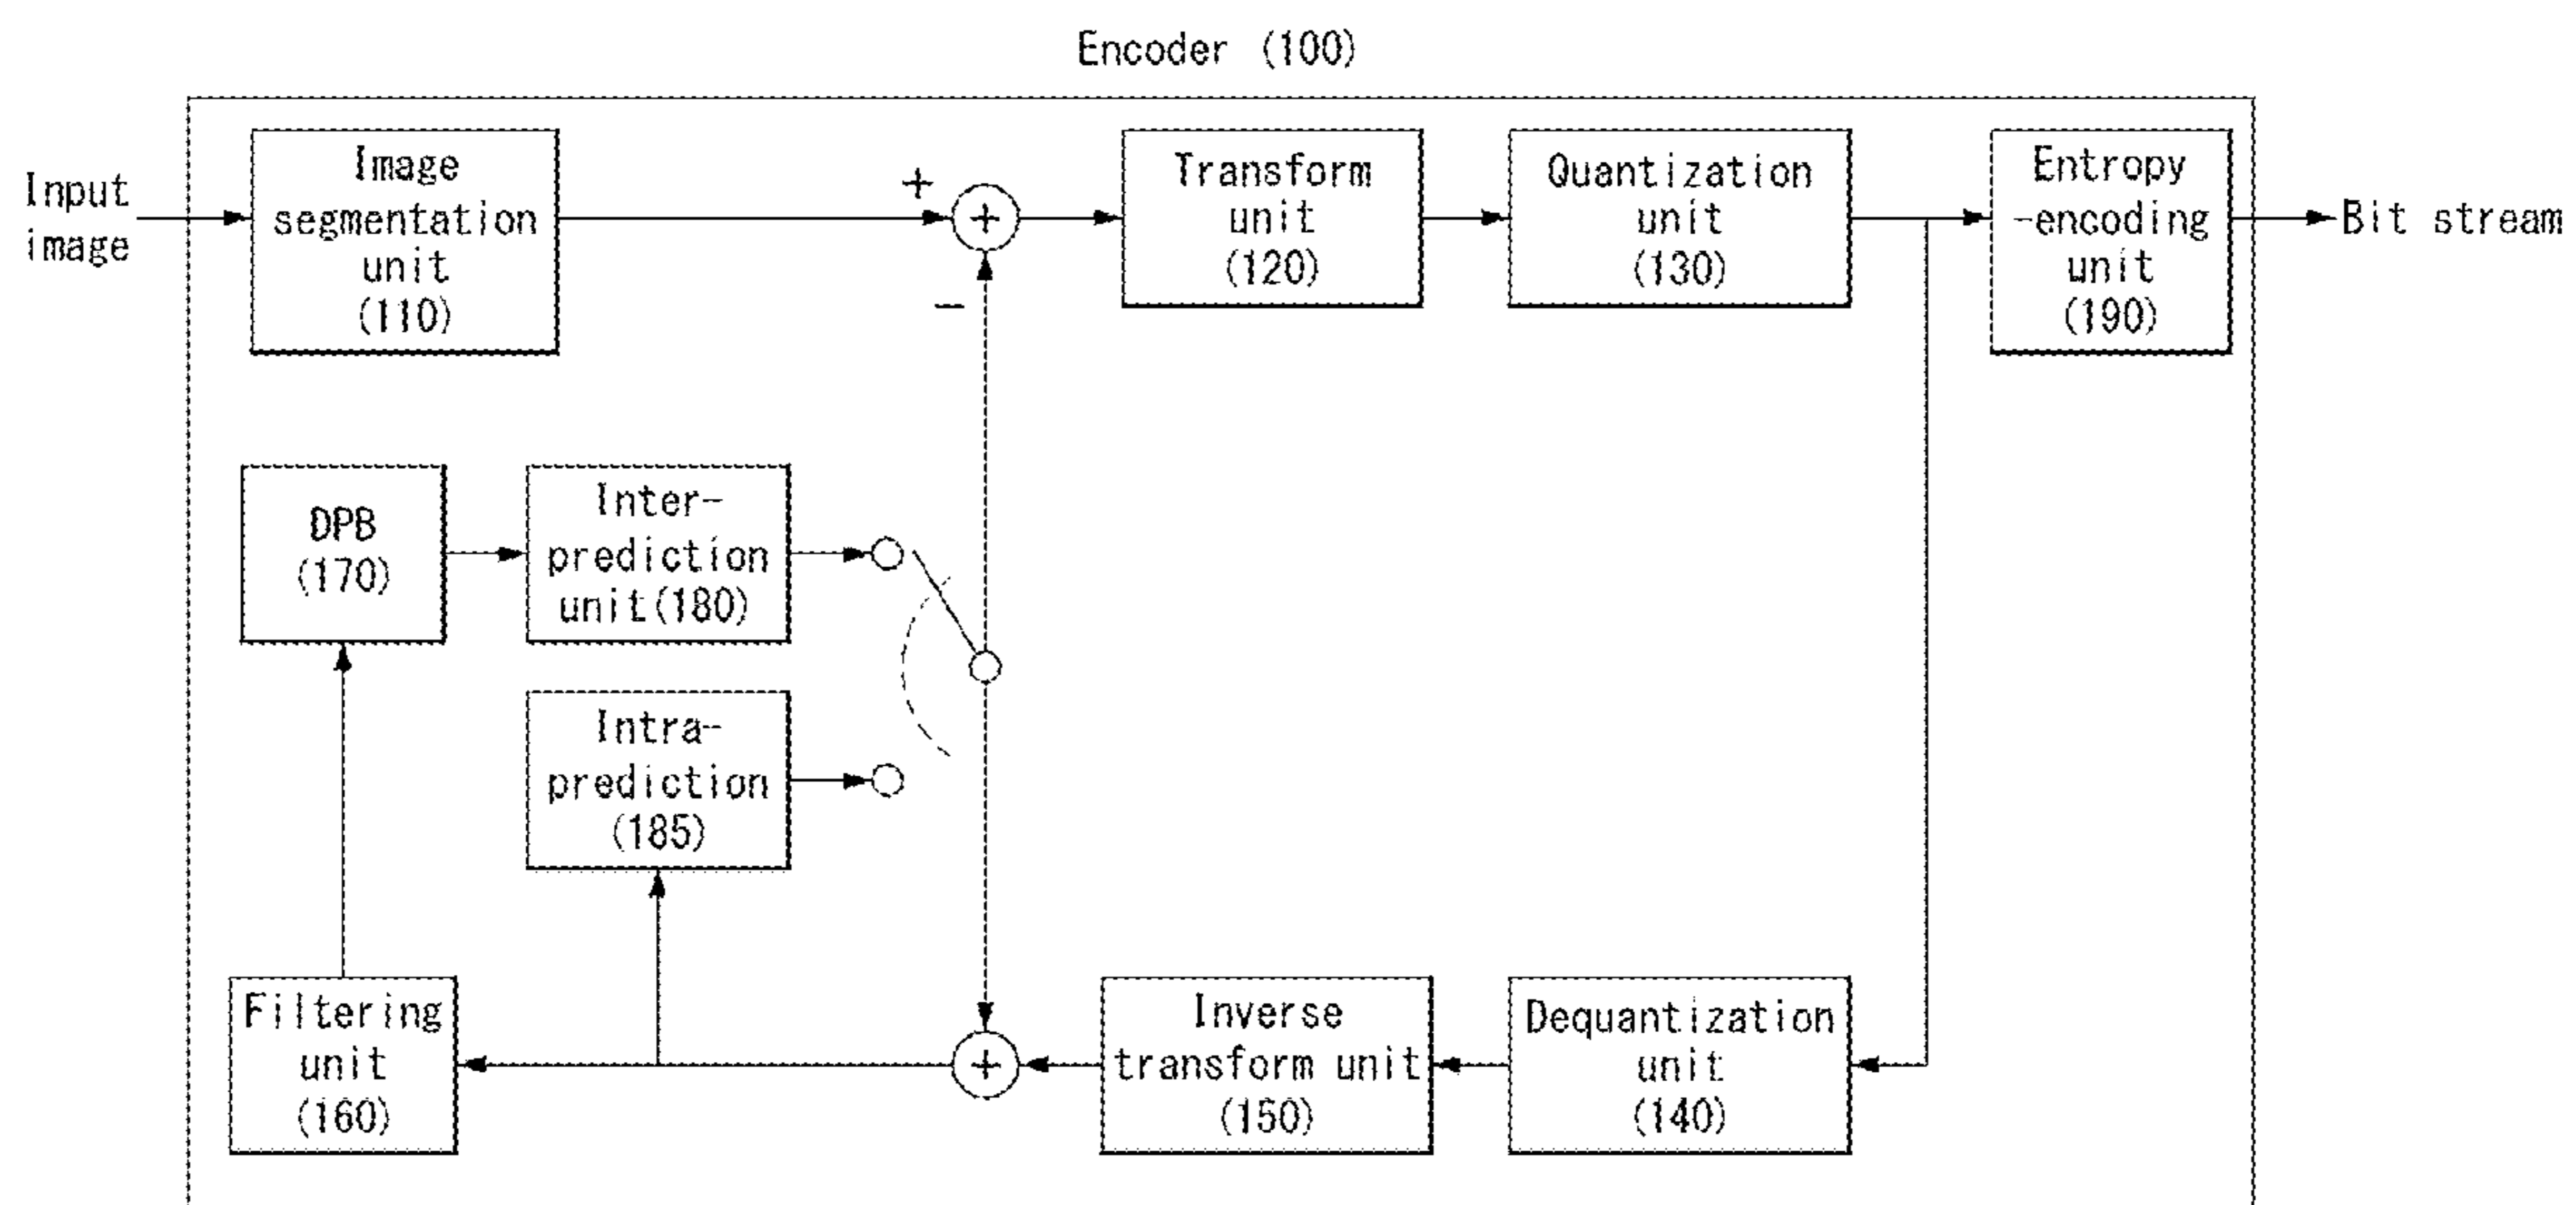 Encoder (100)
Input
image
Image
segmentation
unit
(110)
+
+
−
Transform
unit
(120)
Quantization
unit
(130)
Entropy
-encoding
unit
(190)
Bit stream
DPB
(170)
Inter-
prediction
unit(180)
Intra-
prediction
(185)
Filtering
unit
(160)
+
Inverse
transform unit
(150)
Dequantization
unit
(140)